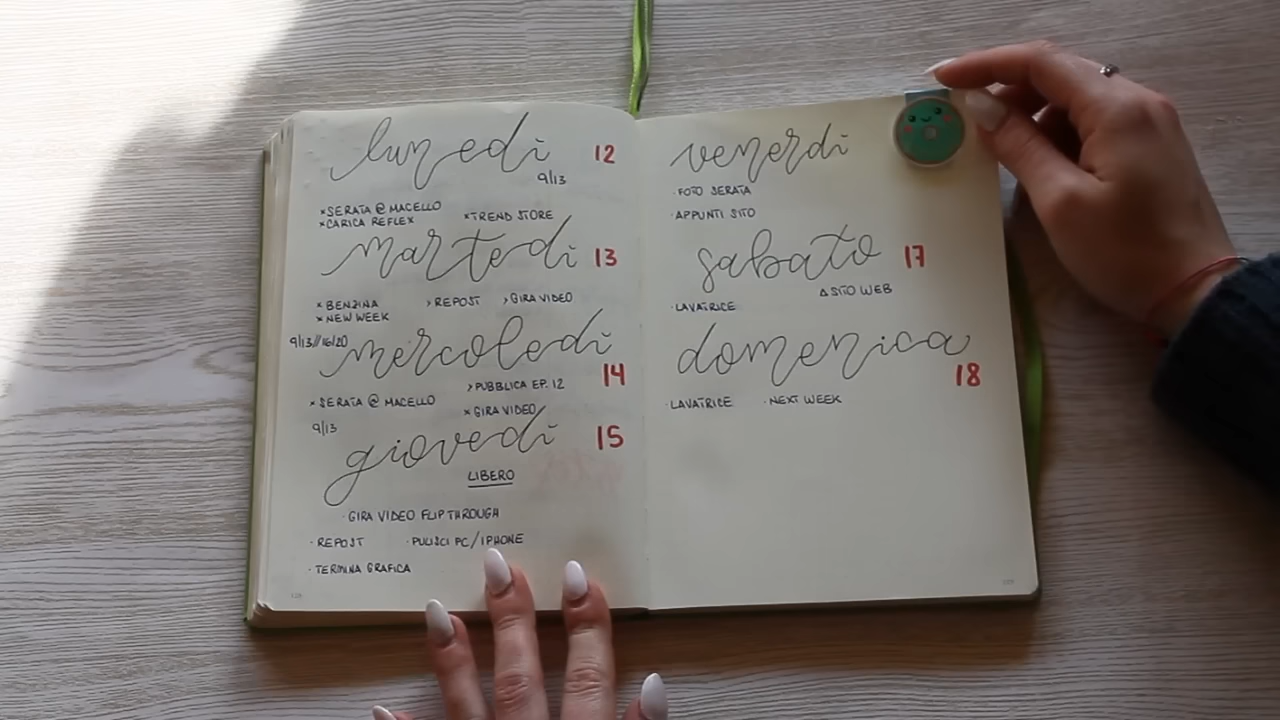 lunedì 12
9/13
×SERATA @ MACELLO
×CARICA REFLEX ×TREND STORE
martedì 13
×BENZINA >REPOST >GIRA VIDEO
×NEW WEEK
9/13//16/20
mercoledì 14
>PUBBLICA EP. 12
×SERATA @ MACELLO
×GIRA VIDEO
9/13
giovedì 15
LIBERO
·GIRA VIDEO FLIP THROUGH
·REPOST ·PULISCI PC/IPHONE
·TERMINA GRAFICA
venerdì
·FOTO SERATA
·APPUNTI SITO
sabato 17
△SITO WEB
·LAVATRICE
domenica 18
·LAVATRICE ·NEXT WEEK